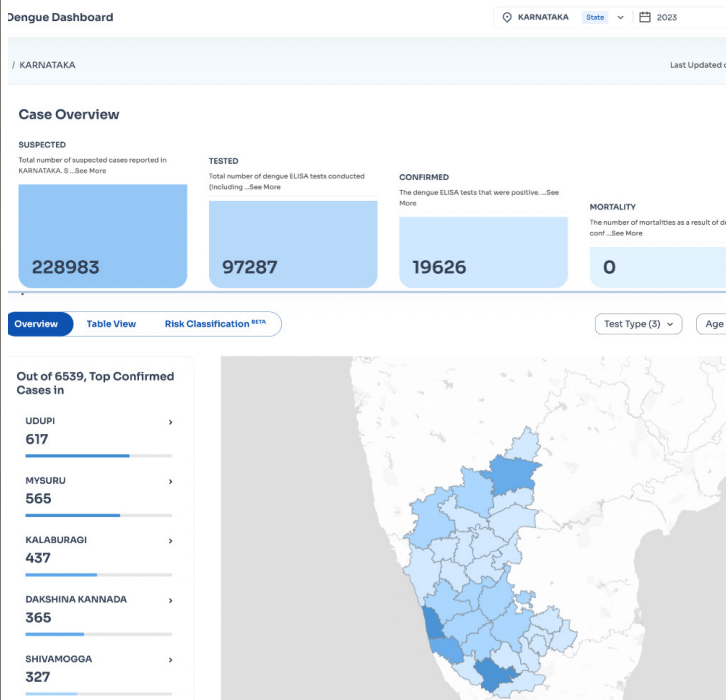 Dengue Dashboard
KARNATAKA State
2023
/ KARNATAKA
Last Updated
Case Overview
SUSPECTED
Total number of suspected cases reported in
KARNATAKA. S ...See More
228983
TESTED
Total number of dengue ELISA tests conducted
(including ...See More
97287
CONFIRMED
The dengue ELISA tests that were positive. ...See
More
19626
MORTALITY
The number of mortalities as a result of de
conf ...See More
0
Overview
Table View
Risk Classification BETA
Test Type (3)
Age
Out of 6539, Top Confirmed
Cases in
UDUPI
617
MYSURU
565
KALABURAGI
437
DAKSHINA KANNADA
365
SHIVAMOGGA
327